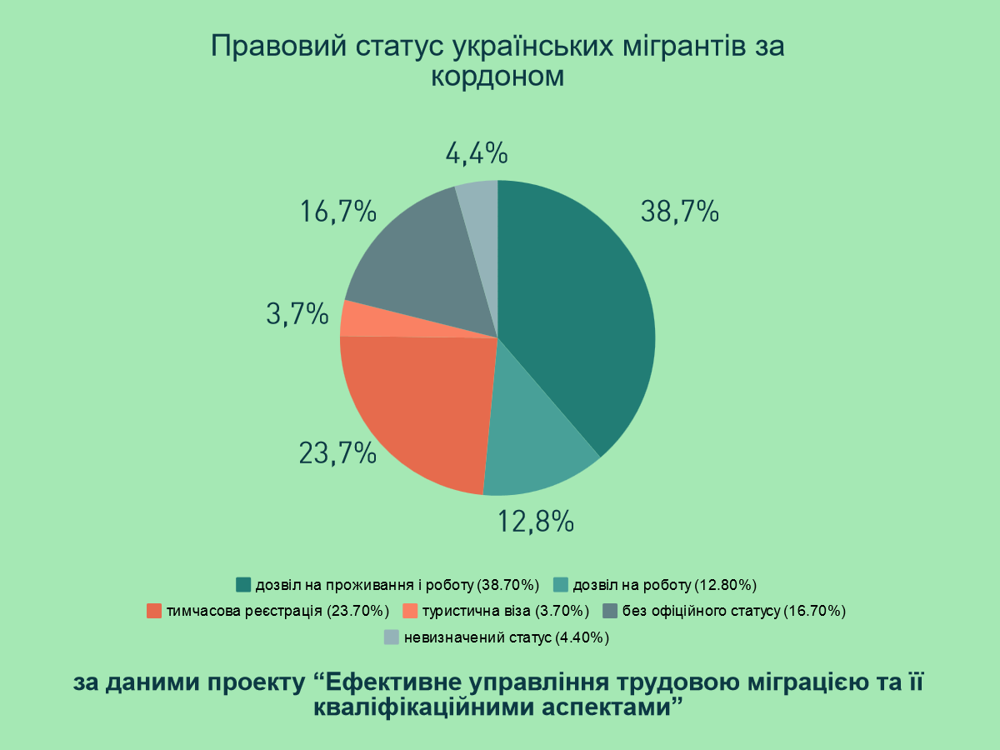 Правовий статус українських мігрантів за
кордоном
4,4%
16,7%
38,7%
3,7%
23,7%
12,8%
дозвіл на проживання і роботу (38.70%) дозвіл на роботу (12.80%)
тимчасова реєстрація (23.70%) туристична віза (3.70%) без офіційного статусу (16.70%)
невизначений статус (4.40%)
за даними проекту “Ефективне управління трудовою міграцією та її
кваліфікаційними аспектами”